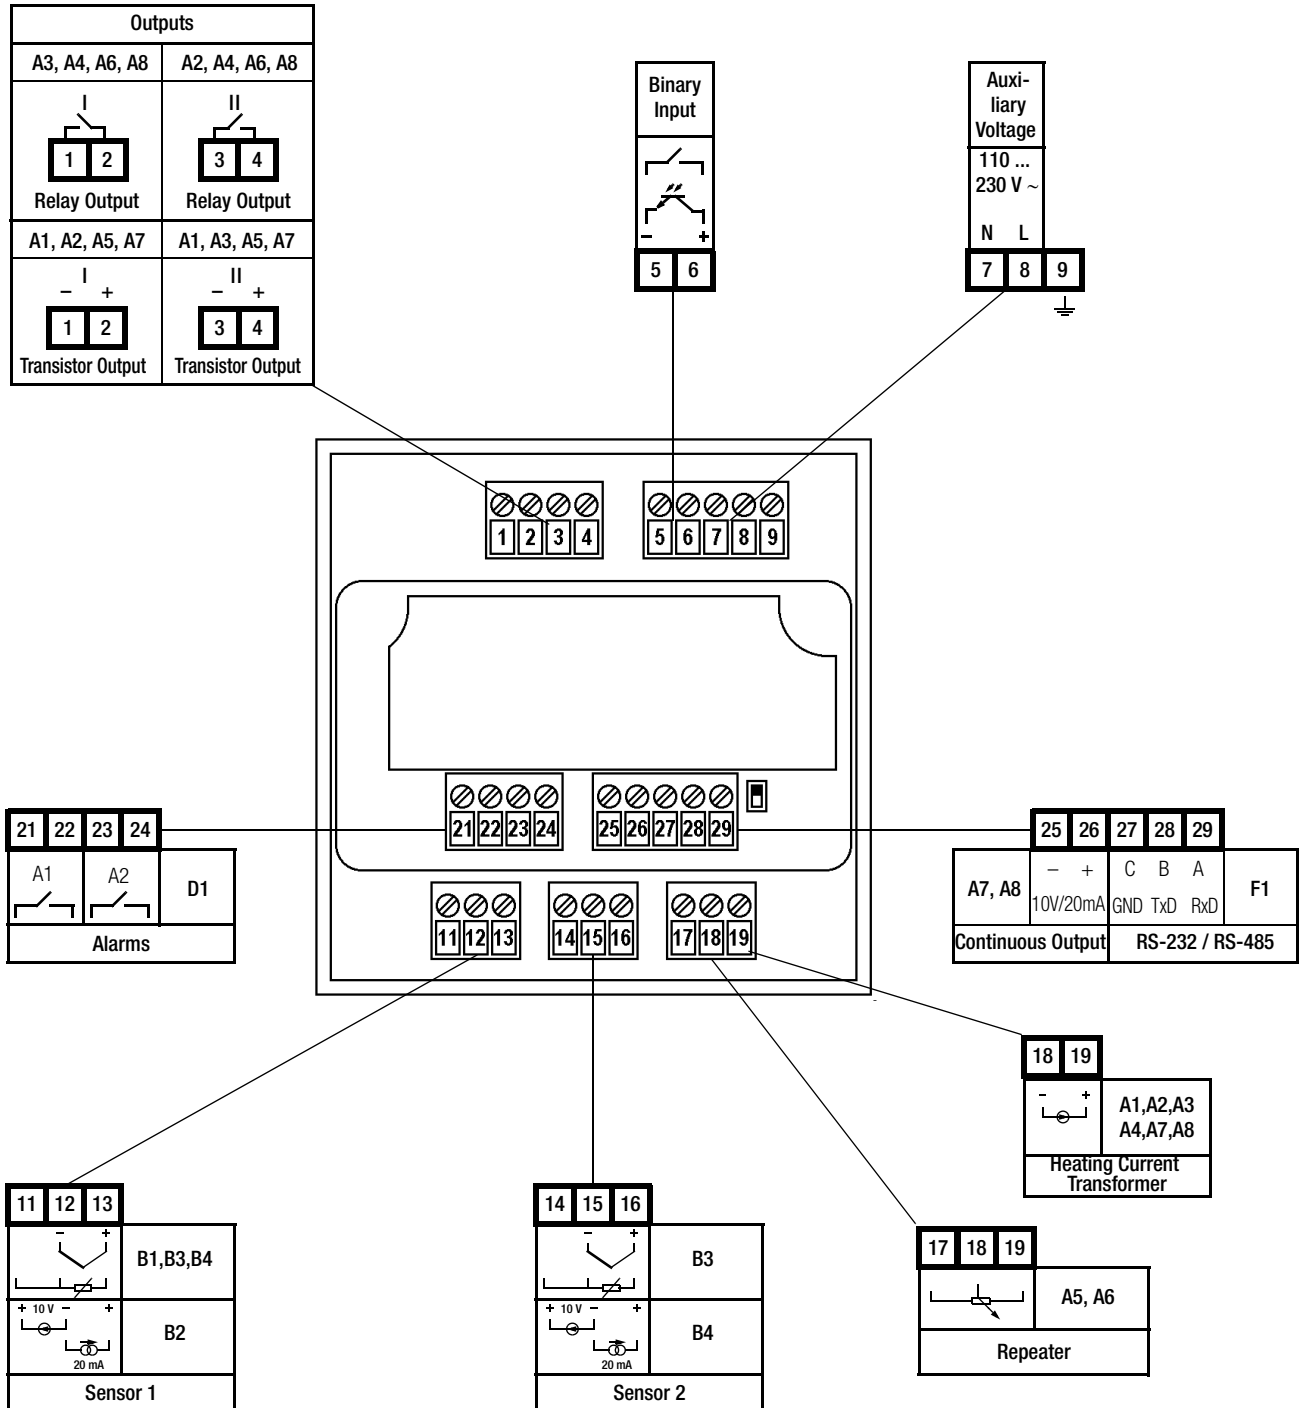 Outputs
A3, A4, A6, A8
A2, A4, A6, A8
I
II
1 2
3 4
Relay Output
Relay Output
A1, A2, A5, A7
A1, A3, A5, A7
I
II
– +
– +
1 2
3 4
Transistor Output
Transistor Output
Binary
Input
– +
5 6
Auxi-
liary
Voltage
110 ...
230 V ~
N L
7 8 9
1 2 3 4
5 6 7 8 9
21 22 23 24
25 26 27 28 29
11 12 13
14 15 16
17 18 19
21 22 23 24
A1
A2
D1
Alarms
25 26 27 28 29
A7, A8
– +
10V/20mA
C B A
GND TxD RxD
F1
Continuous Output
RS-232 / RS-485
18 19
- +
A1,A2,A3
A4,A7,A8
Heating Current
Transformer
11 12 13
– +
B1,B3,B4
+ 10 V – +
20 mA
B2
Sensor 1
14 15 16
– +
B3
+ 10 V – +
20 mA
B4
Sensor 2
17 18 19
A5, A6
Repeater